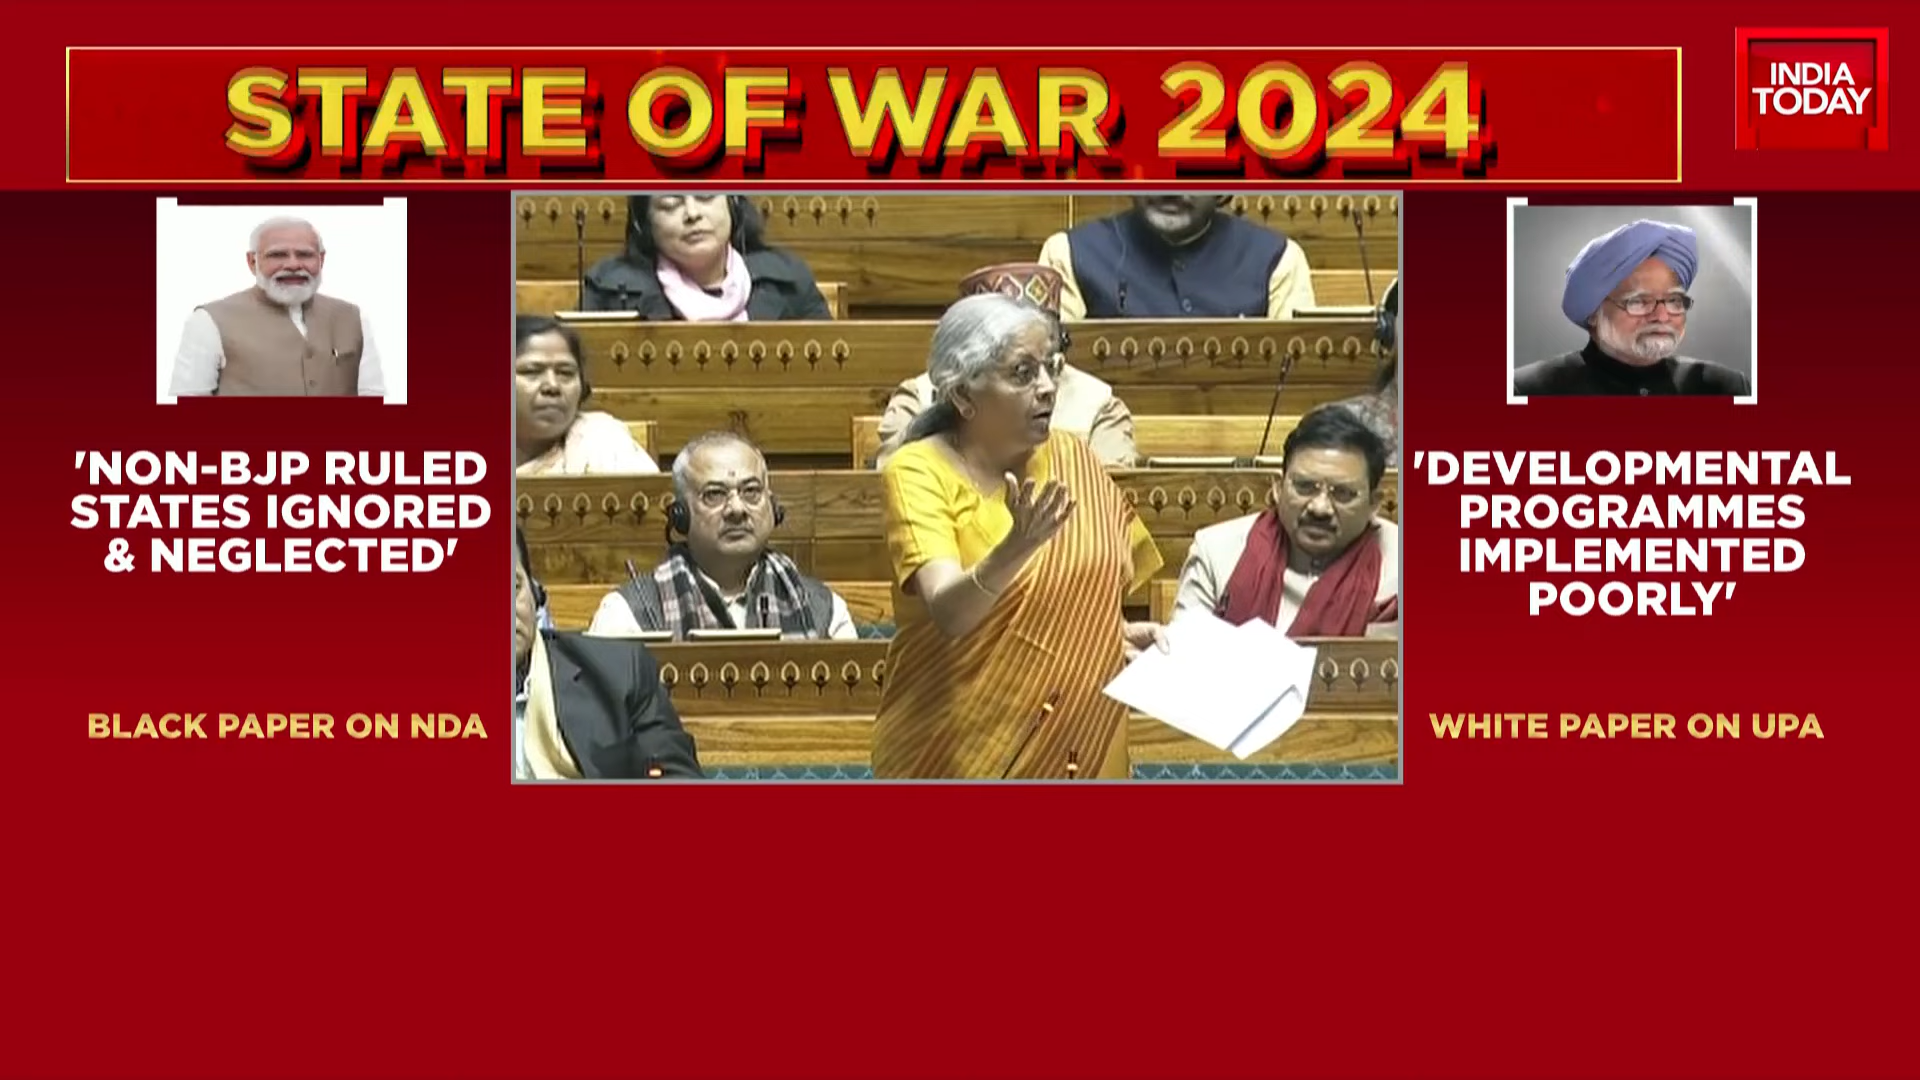 STATE OF WAR 2024
INDIA
TODAY
'NON-BJP RULED
STATES IGNORED
& NEGLECTED'
BLACK PAPER ON NDA
'DEVELOPMENTAL
PROGRAMMES
IMPLEMENTED
POORLY'
WHITE PAPER ON UPA